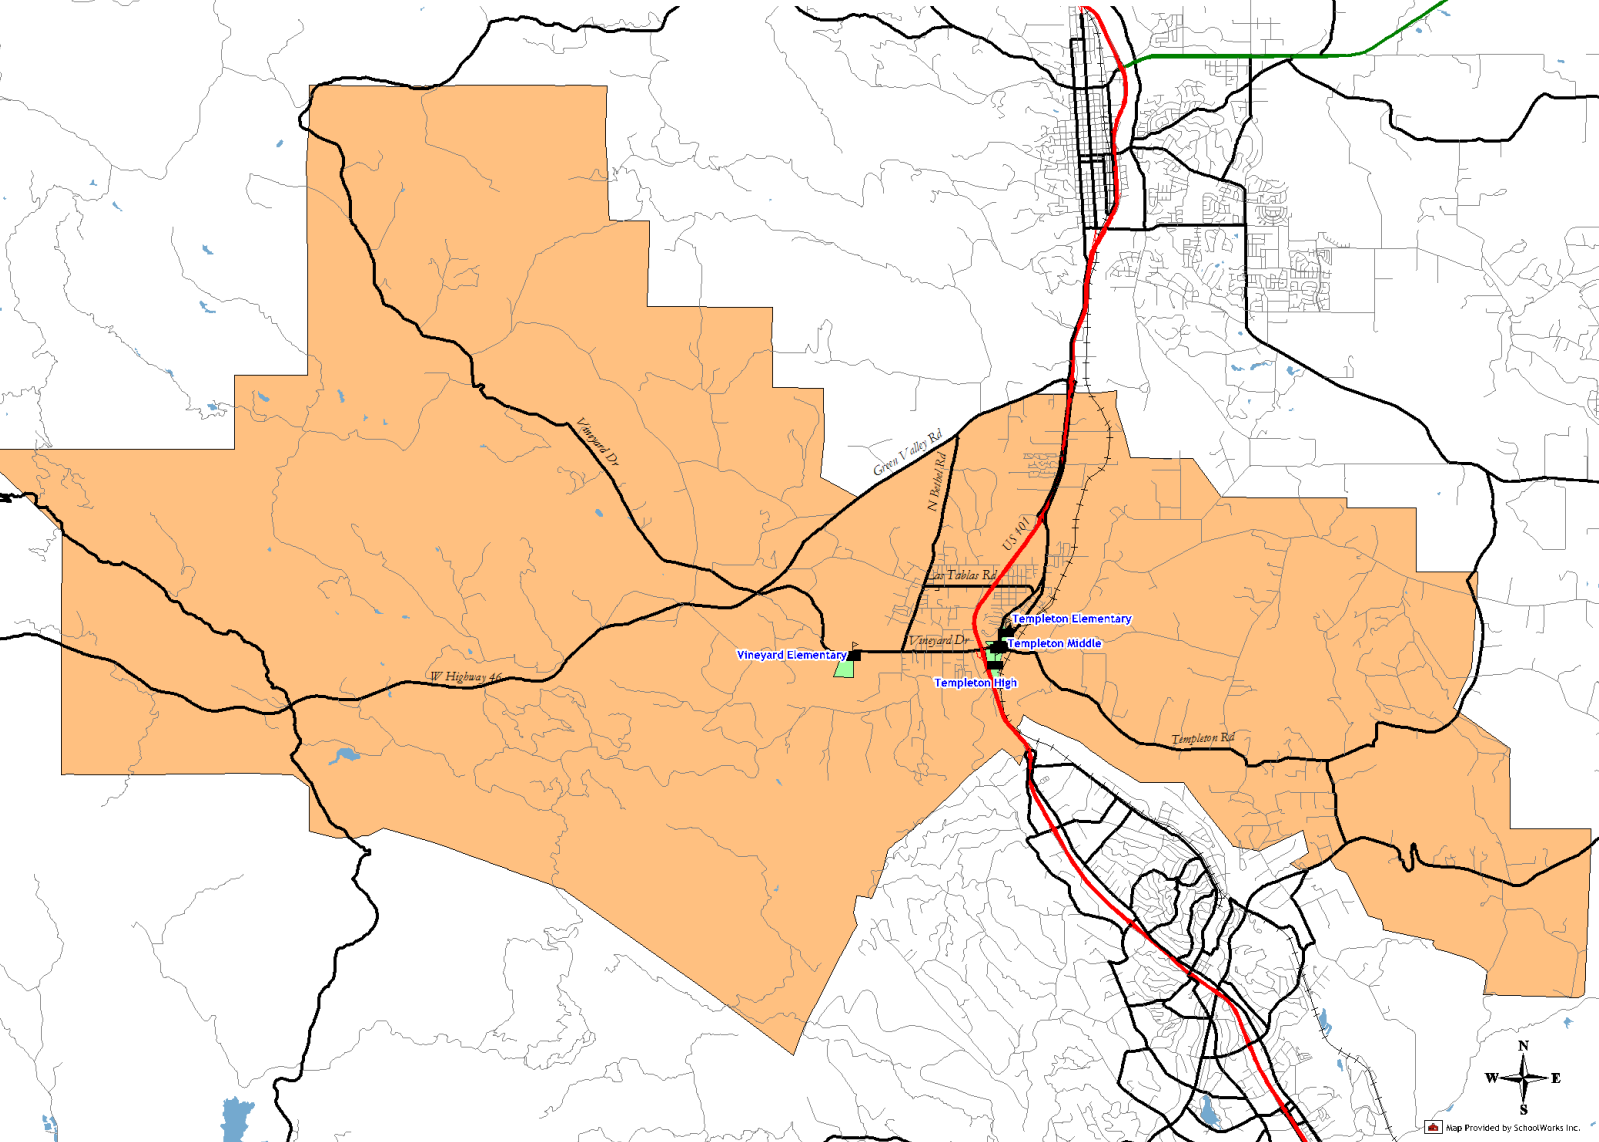 Vineyard Dr
Green Valley Rd
N Bethel Rd
US 101
Las Tablas Rd
Templeton Elementary
Vineyard Dr
Templeton Middle
Vineyard Elementary
W Highway 46
Templeton High
Templeton Rd
N
W E
S
Map Provided by SchoolWorks Inc.